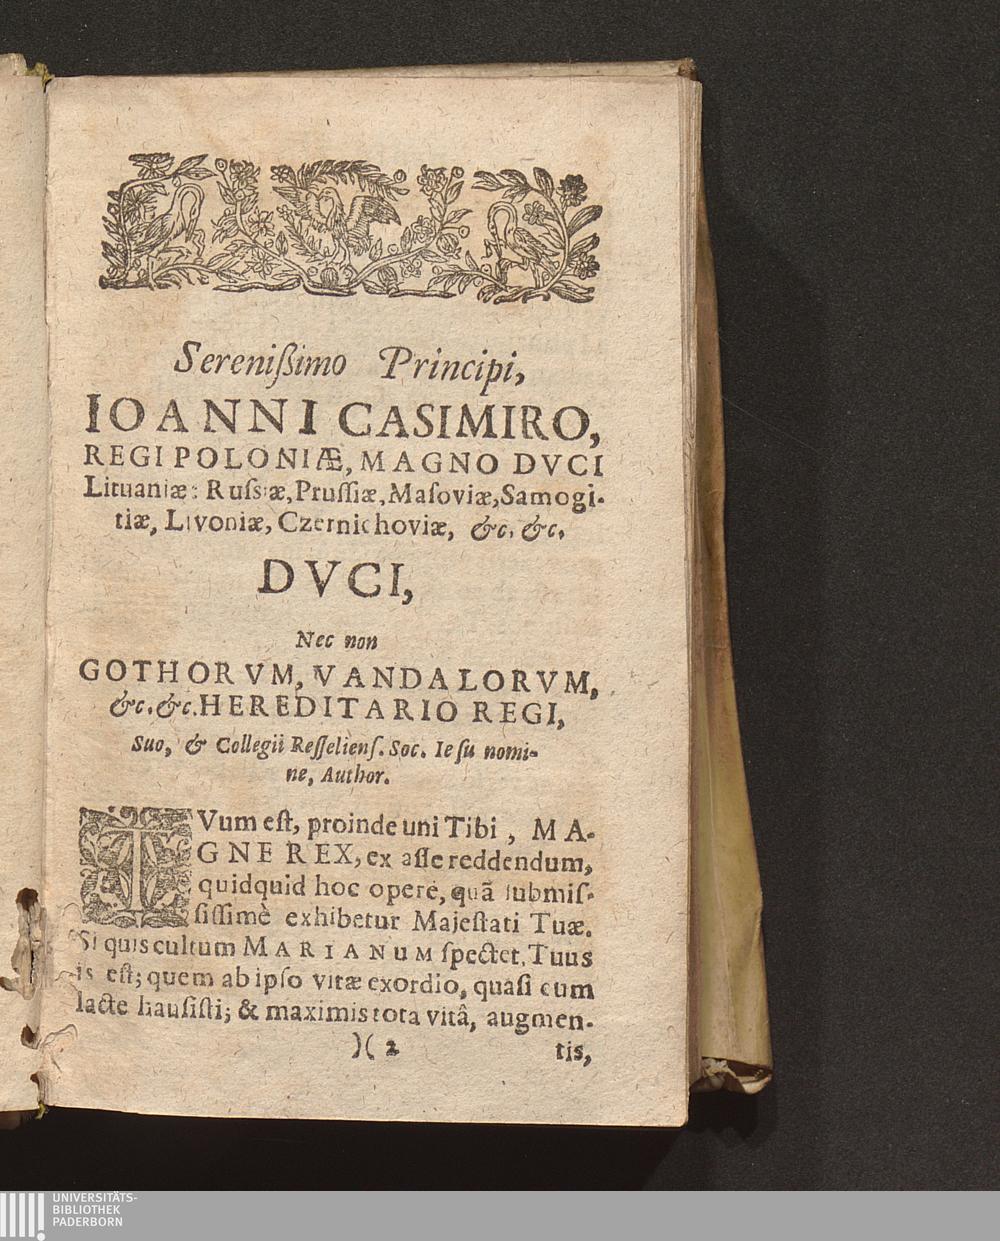 Sereniſsimo Principi,
IOANNI CASIMIRO,
REGI POLONIÆ, MAGNO DVCI
Lituaniæ: Ruſsiæ, Pruſſiæ, Maſoviæ, Samogi-
tiæ, Livoniæ, Czernichoviæ, &c. &c.
DVCI,
Nec non
GOTHORVM, VANDALORVM,
&c. &c. HEREDITARIO REGI,
Suo, & Collegii Reſſelienſ. Soc. Ieſu nomi-
ne, Author.
TVum eſt, proinde uni Tibi, MA-
GNE REX, ex aſſe reddendum,
quidquid hoc opere, quã ſubmiſ-
ſiſſimè exhibetur Majeſtati Tuæ.
Si quis cultum MARIANUM ſpectet, Tuus
is eſt; quem ab ipſo vitæ exordio, quaſi cum
lacte hauſiſti; & maximis tota vitâ, augmen-
)( 2 tis,
UNIVERSITÄTS-
BIBLIOTHEK
PADERBORN